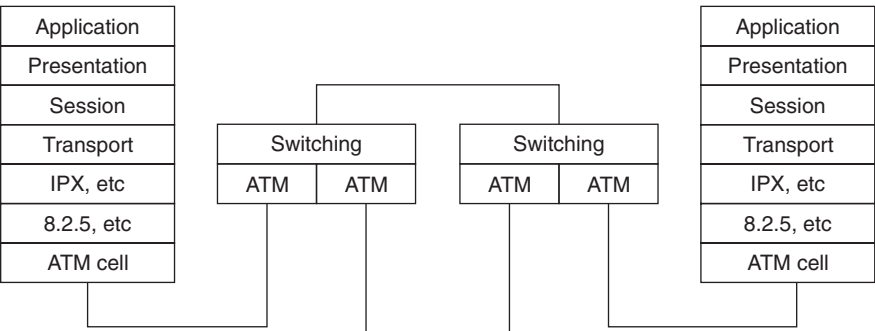 Application
Presentation
Session
Transport
IPX, etc
8.2.5, etc
ATM cell
Switching
ATM ATM
Switching
ATM ATM
Application
Presentation
Session
Transport
IPX, etc
8.2.5, etc
ATM cell